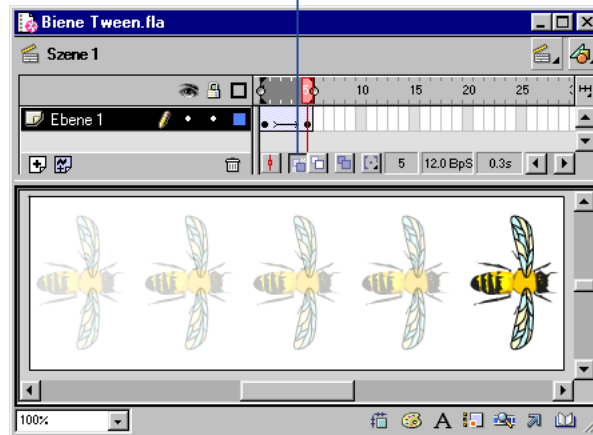 Biene Tween.fla
Szene 1
5 10 15 20 25
Ebene 1
5 12.0 BpS 0.3s
100%
A